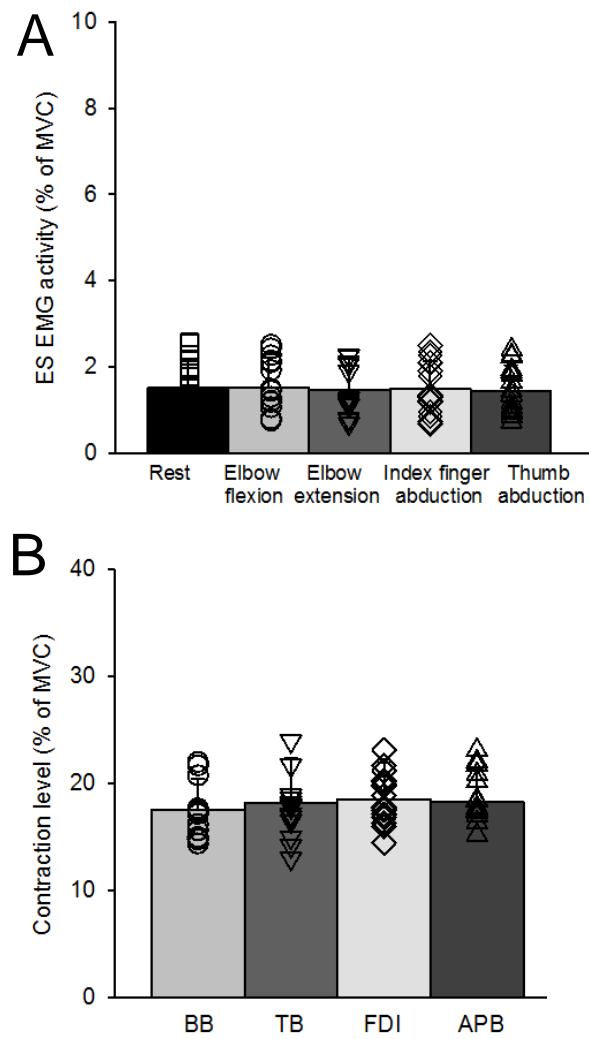 A
ES EMG activity (% of MVC)
10
8
6
4
2
0
Rest
Elbow flexion
Elbow extension
Index finger abduction
Thumb abduction
B
Contraction level (% of MVC)
40
30
20
10
0
BB TB FDI APB